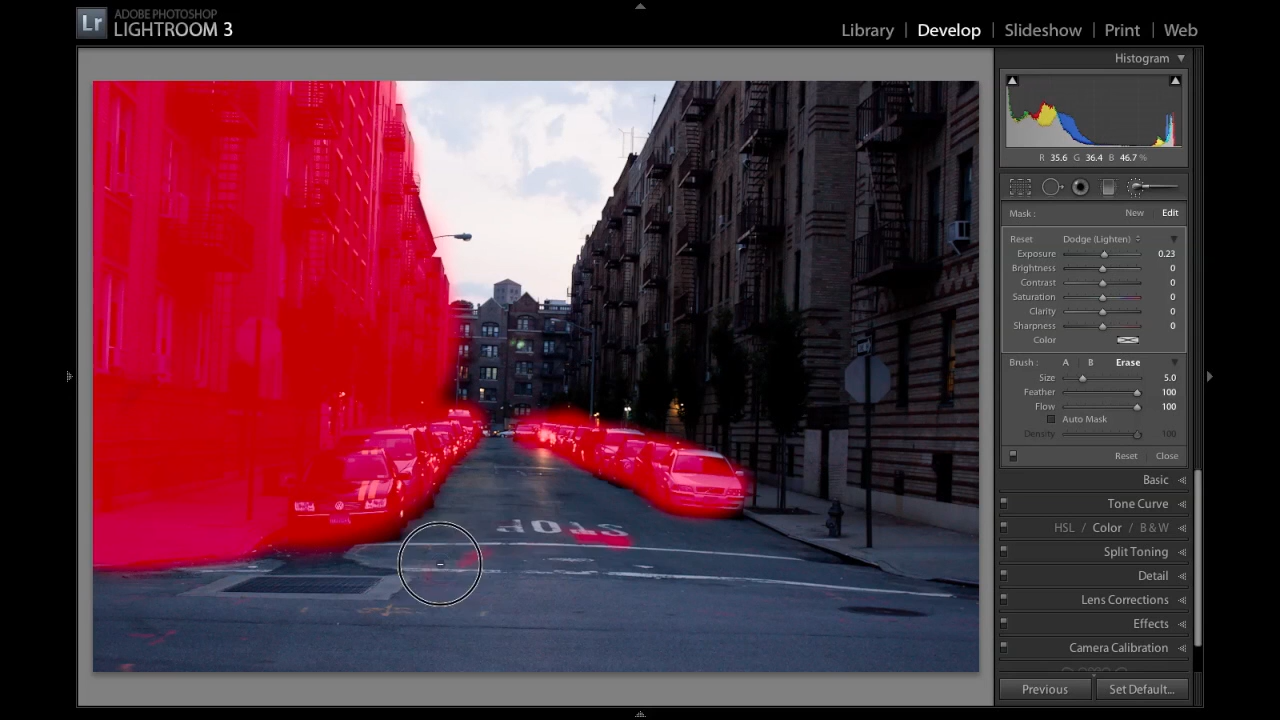 Lr
ADOBE PHOTOSHOP
LIGHTROOM 3
Library | Develop | Slideshow | Print | Web
Histogram
R 35.6 G 36.4 B 46.7 %
Mask : New Edit
Reset Dodge (Lighten)
Exposure 0.23
Brightness 0
Contrast 0
Saturation 0
Clarity 0
Sharpness 0
Color
Brush : A B Erase
Size 5.0
Feather 100
Flow 100
Auto Mask
Density 100
Reset Close
Basic
Tone Curve
HSL / Color / B & W
Split Toning
Detail
Lens Corrections
Effects
Camera Calibration
Previous Set Default...
STOP